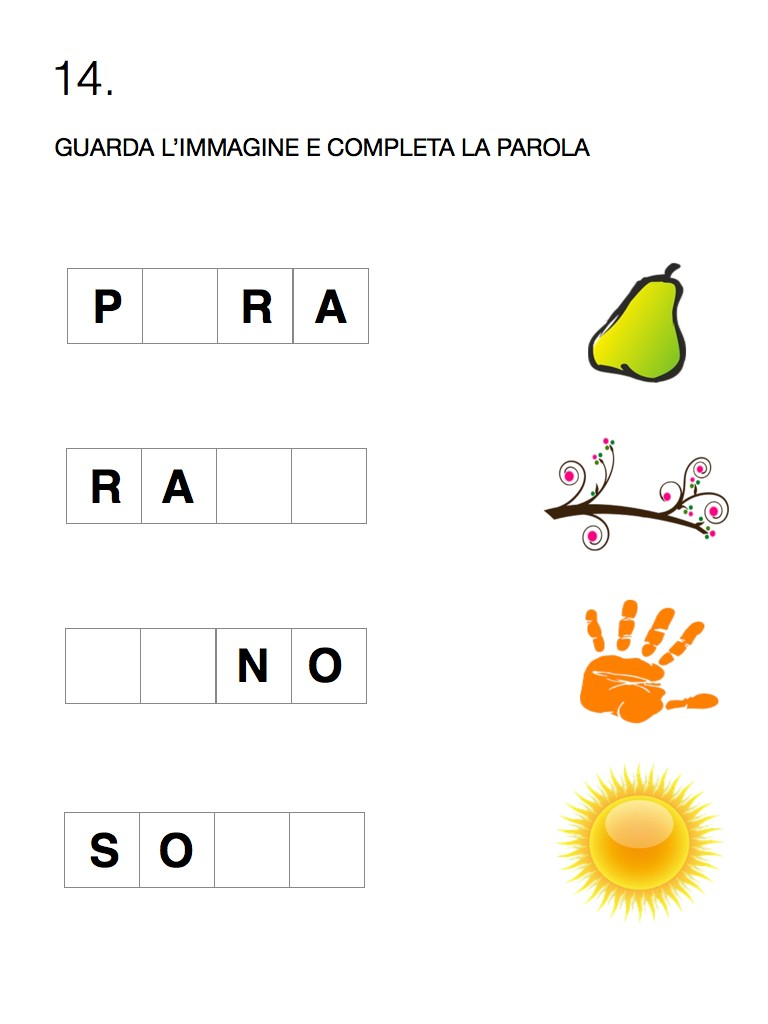 14.
GUARDA L’IMMAGINE E COMPLETA LA PAROLA
P R A
R A
N O
S O